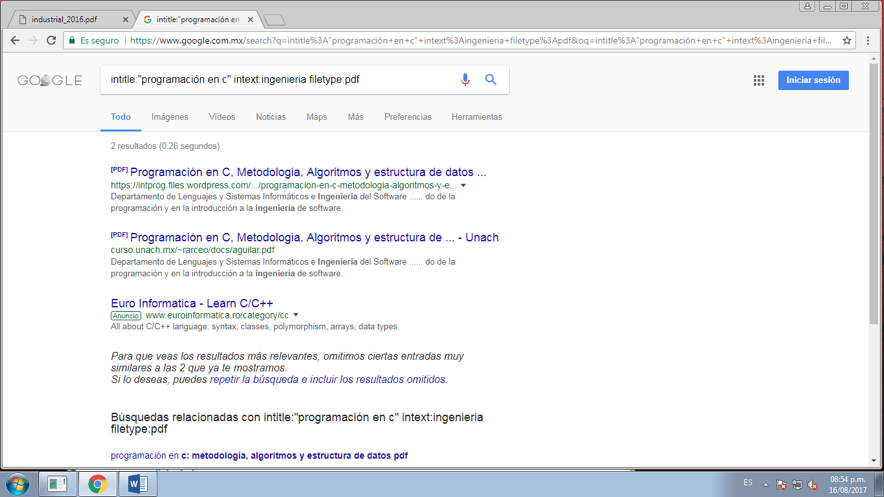 industrial_2016.pdf
intitle:"programación en
Es seguro
https://www.google.com.mx/search?q=intitle%3A"programación+en+c"+intext%3Aingenieria+filetype%3Apdf&oq=intitle%3A"programación+en+c"+intext%3Aingenieria+fil...
GOOGLE
intitle:"programación en c" intext:ingenieria filetype:pdf
Iniciar sesión
Todo Imágenes Vídeos Noticias Maps Más Preferencias Herramientas
2 resultados (0.26 segundos)
[PDF] Programación en C, Metodología, Algoritmos y estructura de datos ...
https://intprog.files.wordpress.com/.../programacion-en-c-metodologia-algoritmos-y-e...
Departamento de Lenguajes y Sistemas Informáticos e Ingeniería del Software ...... do de la
programación y en la introducción a la ingeniería de software.
[PDF] Programación en C, Metodología, Algoritmos y estructura de ... - Unach
curso.unach.mx/~rarceo/docs/aguilar.pdf
Departamento de Lenguajes y Sistemas Informáticos e Ingeniería del Software ...... do de la
programación y en la introducción a la ingeniería de software.
Euro Informatica - Learn C/C++
Anuncio www.euroinformatica.ro/category/cc
All about C/C++ language: syntax, classes, polymorphism, arrays, data types.
Para que veas los resultados más relevantes, omitimos ciertas entradas muy
similares a las 2 que ya te mostramos.
Si lo deseas, puedes repetir la búsqueda e incluir los resultados omitidos.
Búsquedas relacionadas con intitle:"programación en c" intext:ingenieria
filetype:pdf
programación en c: metodología, algoritmos y estructura de datos pdf
ES
08:54 p.m.
16/08/2017